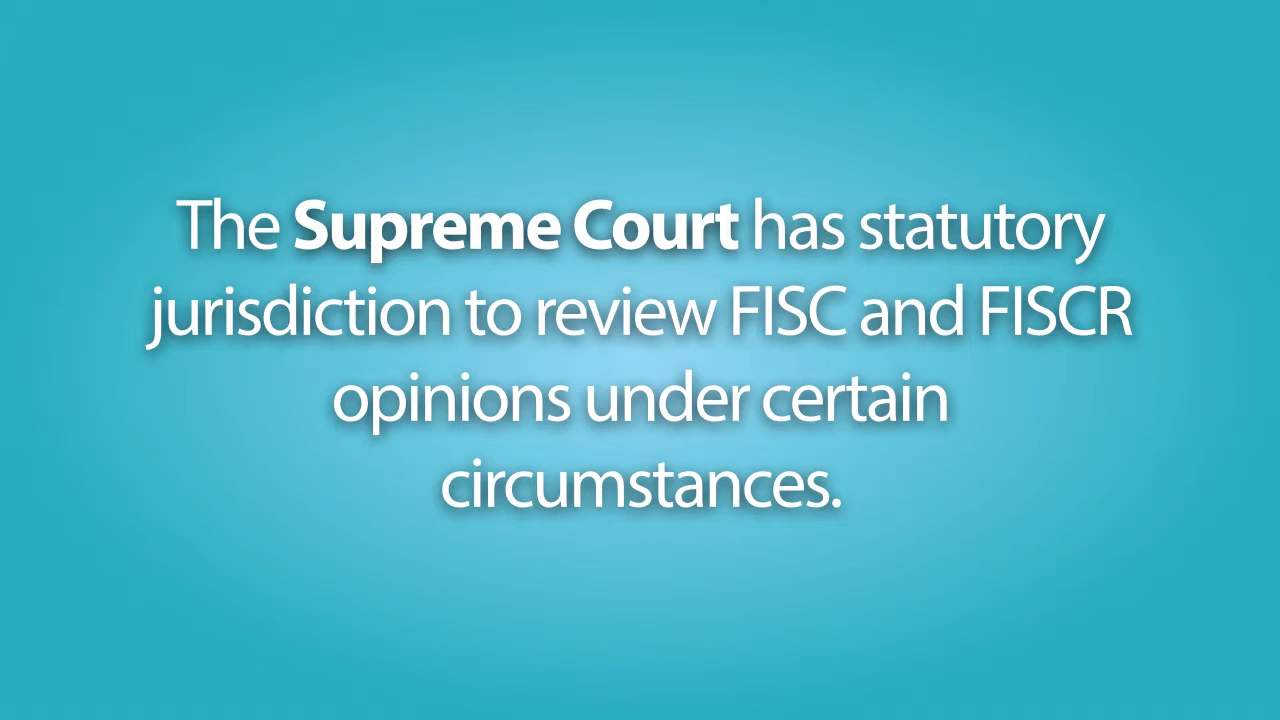 The Supreme Court has statutory
jurisdiction to review FISC and FISCR
opinions under certain
circumstances.